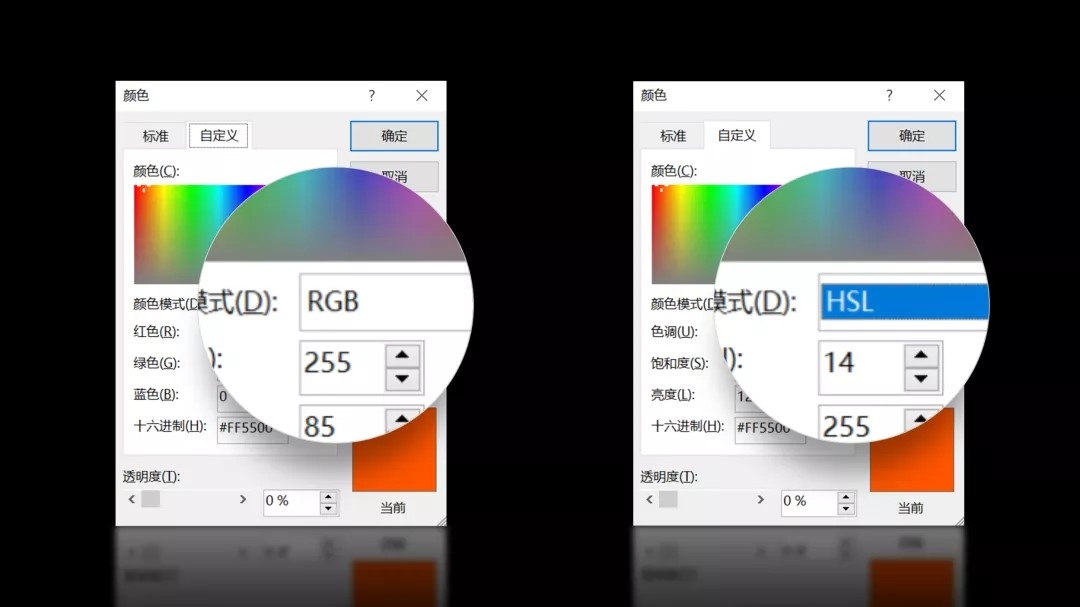 颜色 ?
标准 自定义 确定
取消
颜色(C):
模式(D): RGB
颜色模式(D
红色(R):
255
绿色(G):
蓝色(B): 0
85
十六进制(H): #FF5500
透明度(T):
0 %
当前
颜色 ?
标准 自定义 确定
取消
颜色(C):
模式(D): HSL
颜色模式(D
色调(U):
14
饱和度(S):
亮度(L): 12
255
十六进制(H): #FF5500
透明度(T):
0 %
当前